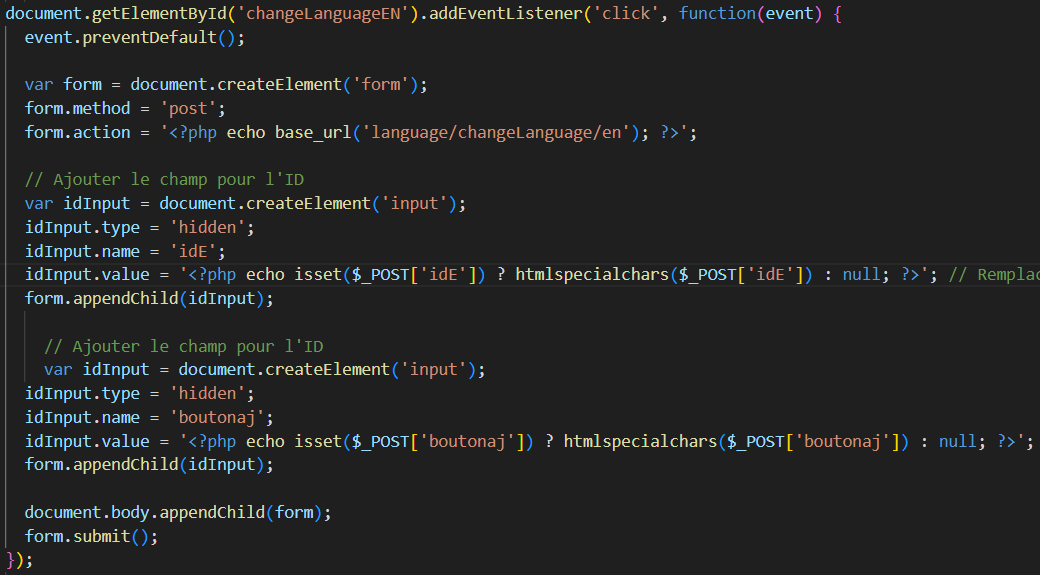 document.getElementById('changeLanguageEN').addEventListener('click', function(event) {
event.preventDefault();
var form = document.createElement('form');
form.method = 'post';
form.action = '<?php echo base_url('language/changeLanguage/en'); ?>';
// Ajouter le champ pour l'ID
var idInput = document.createElement('input');
idInput.type = 'hidden';
idInput.name = 'idE';
idInput.value = '<?php echo isset($_POST['idE']) ? htmlspecialchars($_POST['idE']) : null; ?>'; // Remplac
form.appendChild(idInput);
// Ajouter le champ pour l'ID
var idInput = document.createElement('input');
idInput.type = 'hidden';
idInput.name = 'boutonaj';
idInput.value = '<?php echo isset($_POST['boutonaj']) ? htmlspecialchars($_POST['boutonaj']) : null; ?>';
form.appendChild(idInput);
document.body.appendChild(form);
form.submit();
});